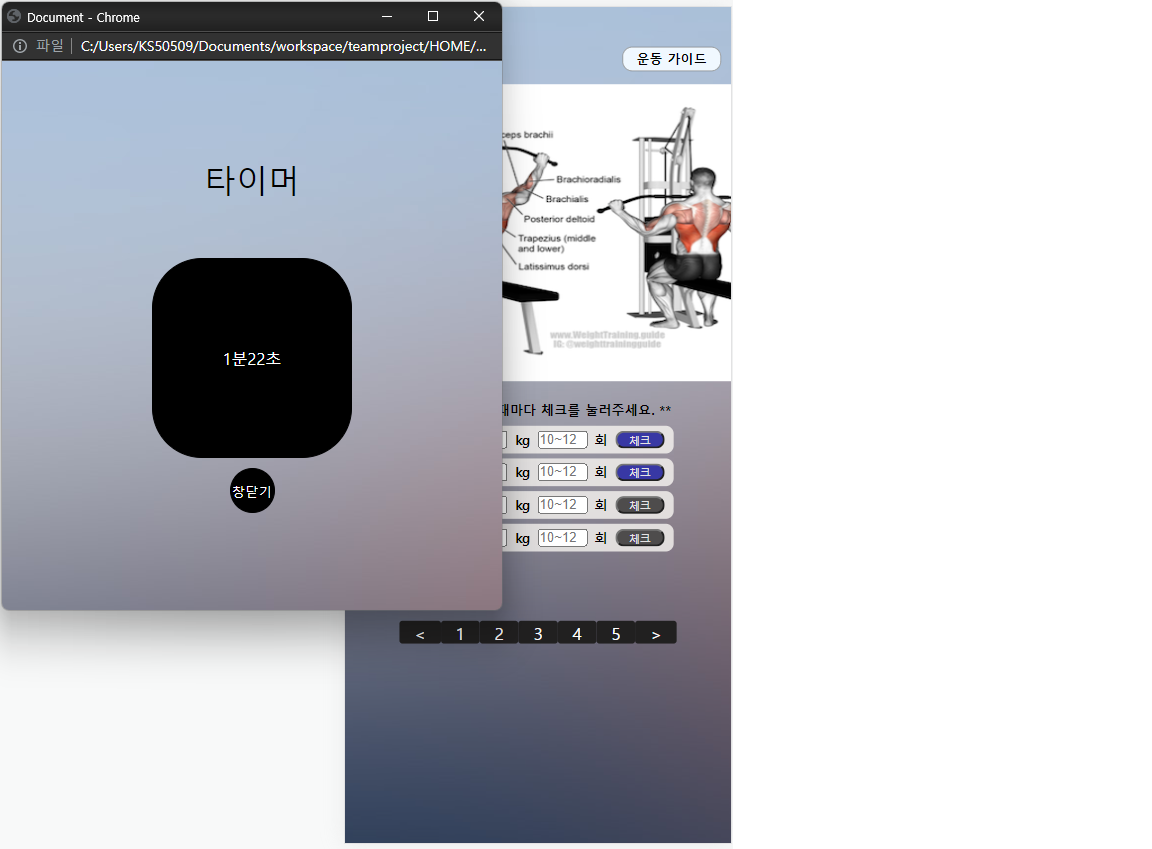 Document - Chrome
파일 C:/Users/KS50509/Documents/workspace/teamproject/HOME/...
타이머
1분22초
창닫기
운동 가이드
ceps brachii
Brachioradialis
Brachialis
Posterior deltoid
Trapezius (middle
and lower)
Latissimus dorsi
www.WeightTraining.guide
IG: @weighttrainingguide
때마다 체크를 눌러주세요. **
kg 10~12 회 체크
kg 10~12 회 체크
kg 10~12 회 체크
kg 10~12 회 체크
< 1 2 3 4 5 >